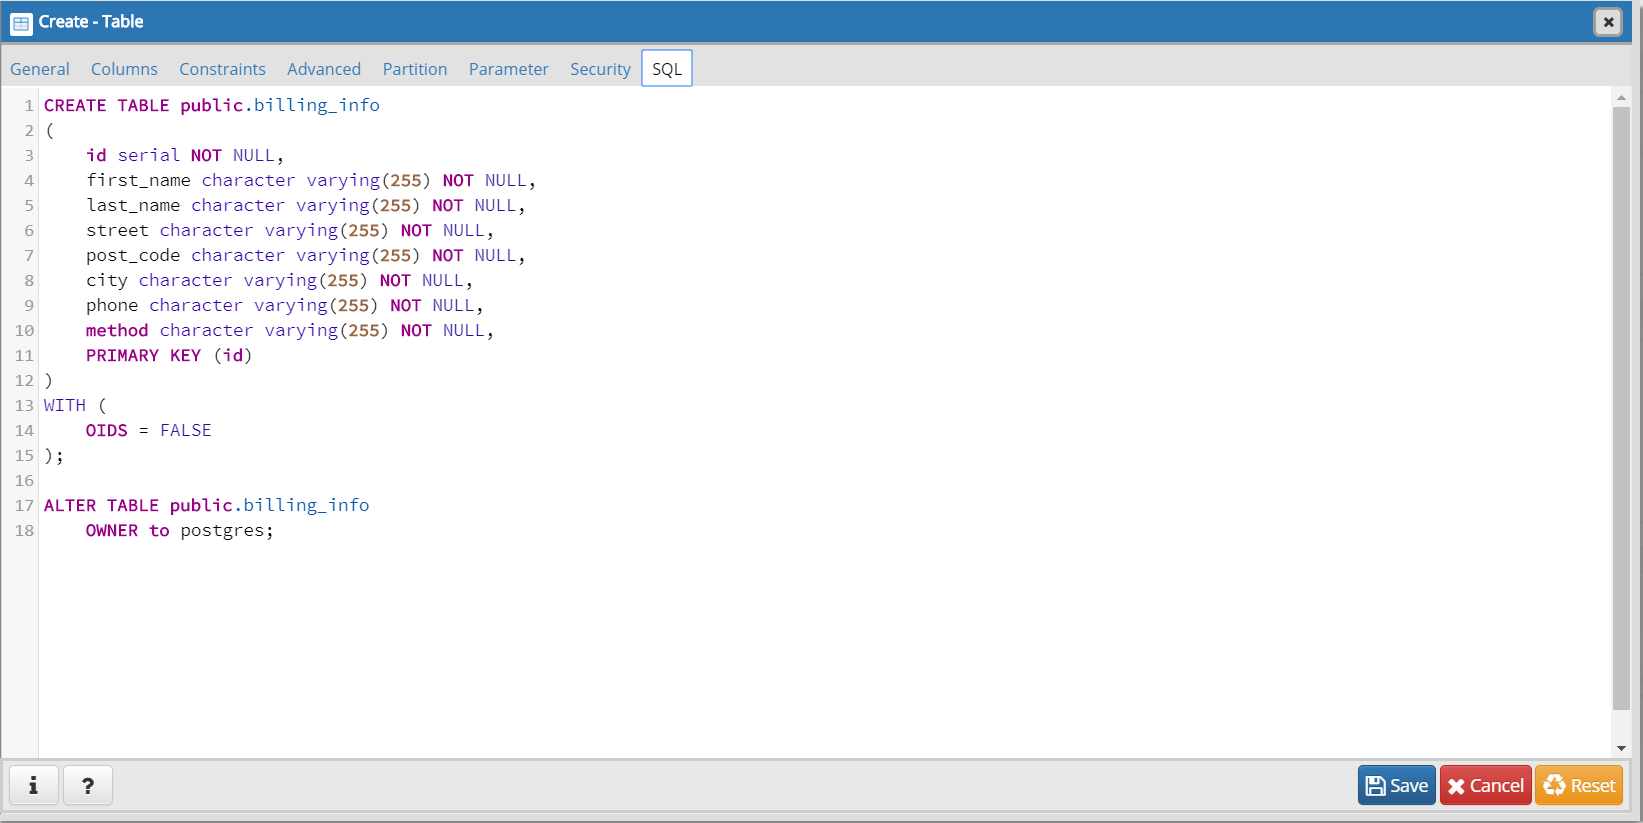 Create - Table
General Columns Constraints Advanced Partition Parameter Security SQL
1 CREATE TABLE public.billing_info
2 (
3     id serial NOT NULL,
4     first_name character varying(255) NOT NULL,
5     last_name character varying(255) NOT NULL,
6     street character varying(255) NOT NULL,
7     post_code character varying(255) NOT NULL,
8     city character varying(255) NOT NULL,
9     phone character varying(255) NOT NULL,
10     method character varying(255) NOT NULL,
11     PRIMARY KEY (id)
12 )
13 WITH (
14     OIDS = FALSE
15 );
16
17 ALTER TABLE public.billing_info
18     OWNER to postgres;
i ? Save Cancel Reset